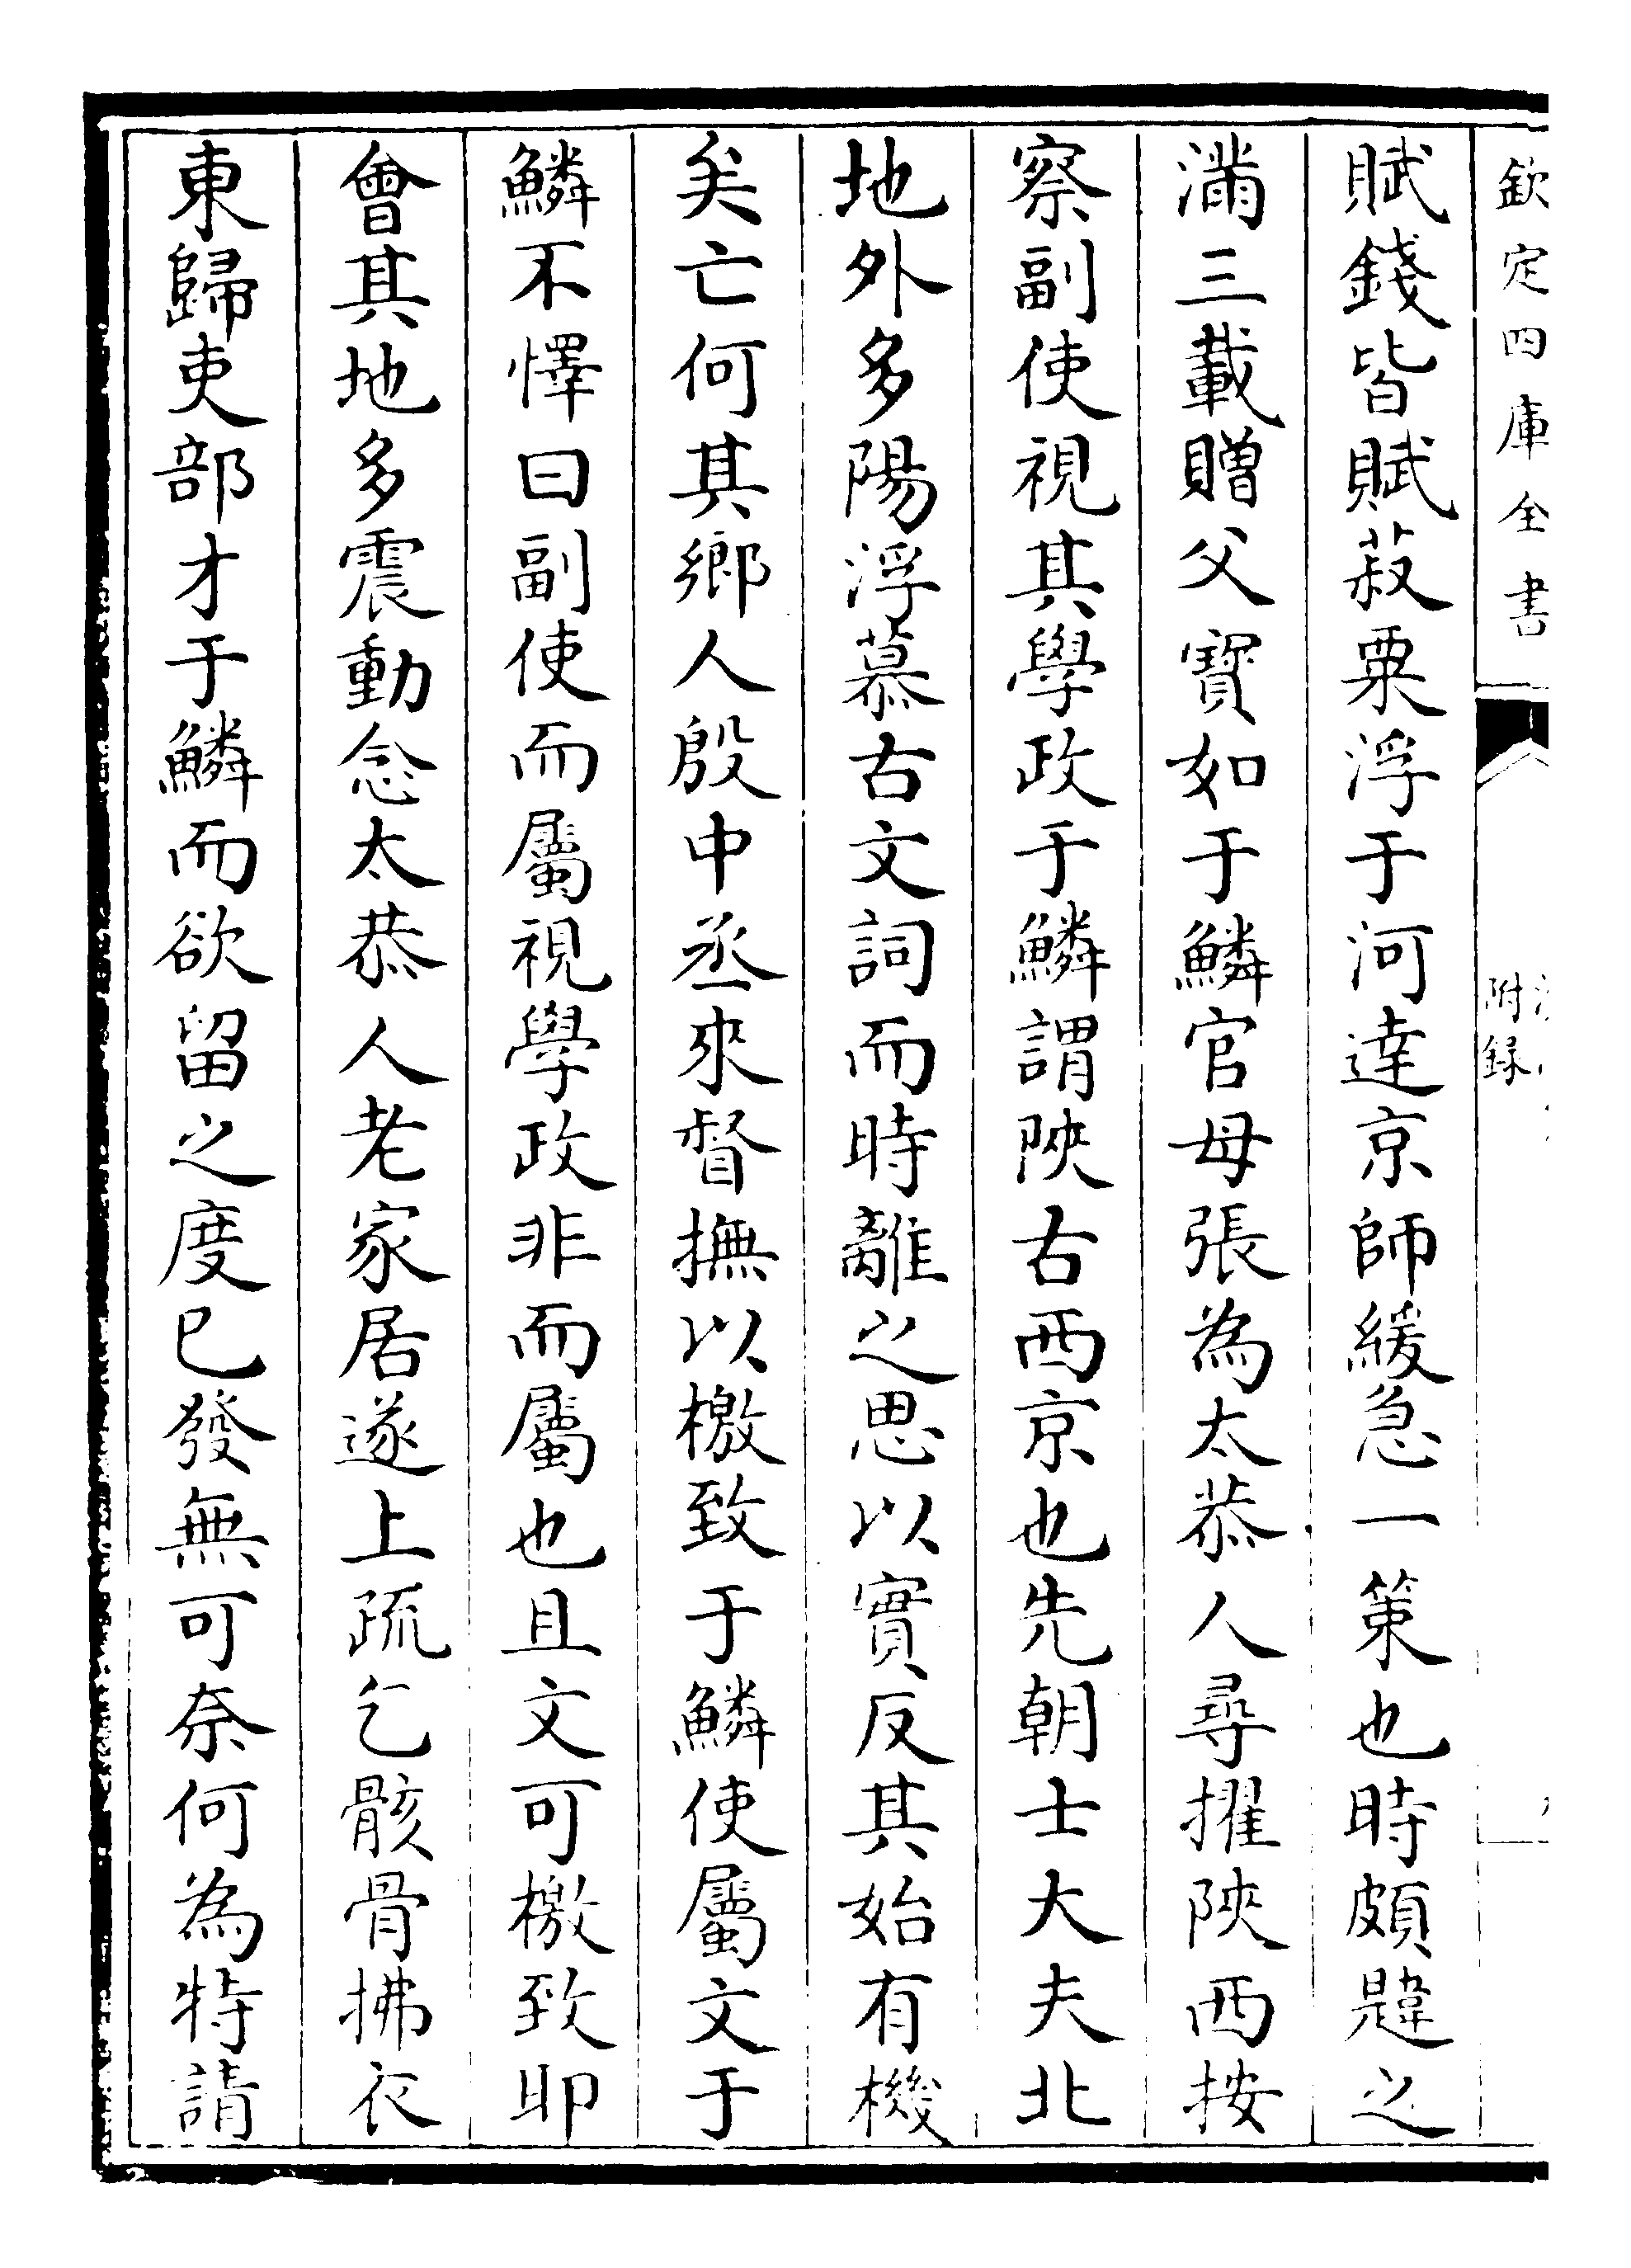 欽定四庫全書
附録
賦錢皆賦菽粟浮于河達京師緩急一策也時頗韙之
滿三載贈父寳如于鱗官母張為太恭人尋擢陜西按
察副使視其學政于鱗謂陜右西京也先朝士大夫北
地外多陽浮慕古文詞而時離之思以實反其始有機
矣亡何其鄉人殷中丞來督撫以檄致于鱗使屬文于
鱗不懌曰副使而屬視學政非而屬也且文可檄致耶
會其地多震動念太恭人老家居遂上疏乞骸骨拂衣
東歸吏部才于鱗而欲留之度已發無可奈何為特請